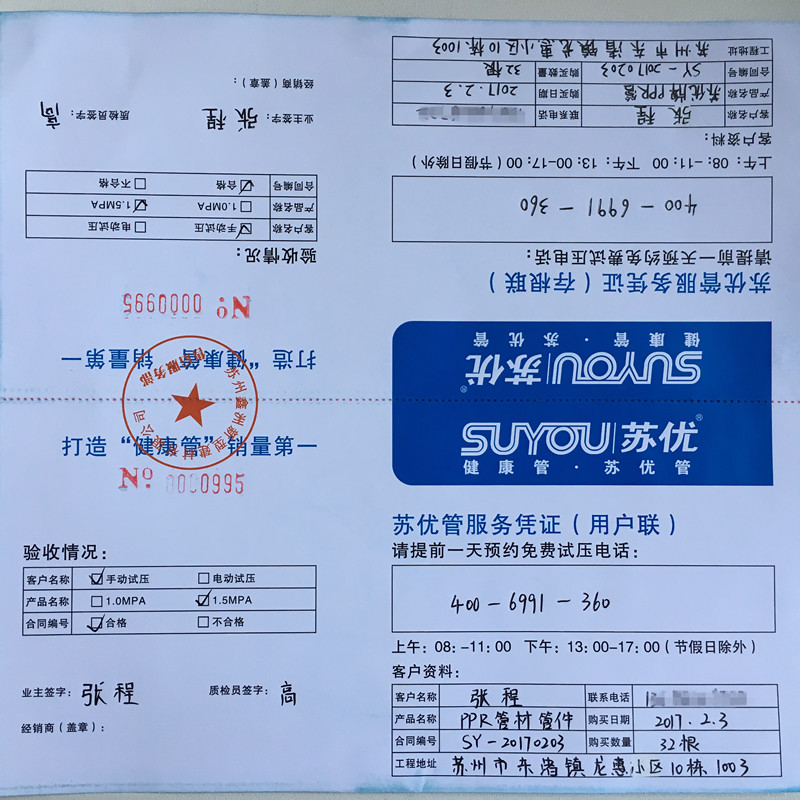 工程地址 苏州市东渚镇龙惠小区10栋1003
合同编号 SY-20170203 购买数量 32根
产品名称 苏优牌PPR管 购买日期 2017.2.3
客户名称 张程 联系电话
客户资料:
上午: 08:-11:00 下午: 13:00-17:00 (节假日除外)
400-6991-360
请提前一天预约免费试压电话:
苏优管服务凭证 (存根联)
健康管·苏优管
SUYOU 苏优®
经销商 (盖章):
业主签字: 张程 质检员签字: 高
合同编号 ☑合格 □不合格
产品名称 □1.0MPA ☑1.5MPA
客户名称 ☑手动试压 □电动试压
验收情况:
No 0000995
打造“健康管”销量第一
打造“健康管”销量第一
No 0000995
验收情况:
客户名称 ☑手动试压 □电动试压
产品名称 □1.0MPA ☑1.5MPA
合同编号 ☑合格 □不合格
业主签字: 张程 质检员签字: 高
经销商 (盖章):
SUYOU 苏优®
健康管·苏优管
苏优管服务凭证 (用户联)
请提前一天预约免费试压电话:
400-6991-360
上午: 08:-11:00 下午: 13:00-17:00 (节假日除外)
客户资料:
客户名称 张程 联系电话
产品名称 PPR管材管件 购买日期 2017.2.3
合同编号 SY-20170203 购买数量 32根
工程地址 苏州市东渚镇龙惠小区10栋1003